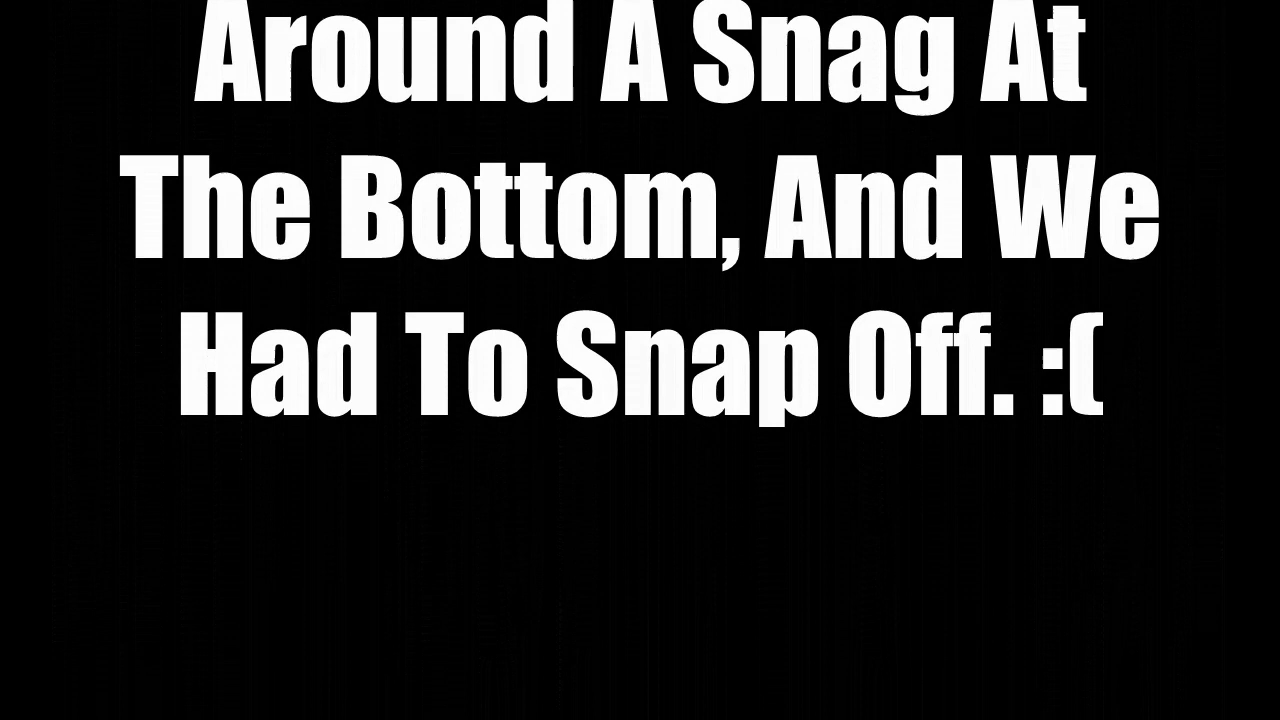 Around A Snag At
The Bottom, And We
Had To Snap Off. :(